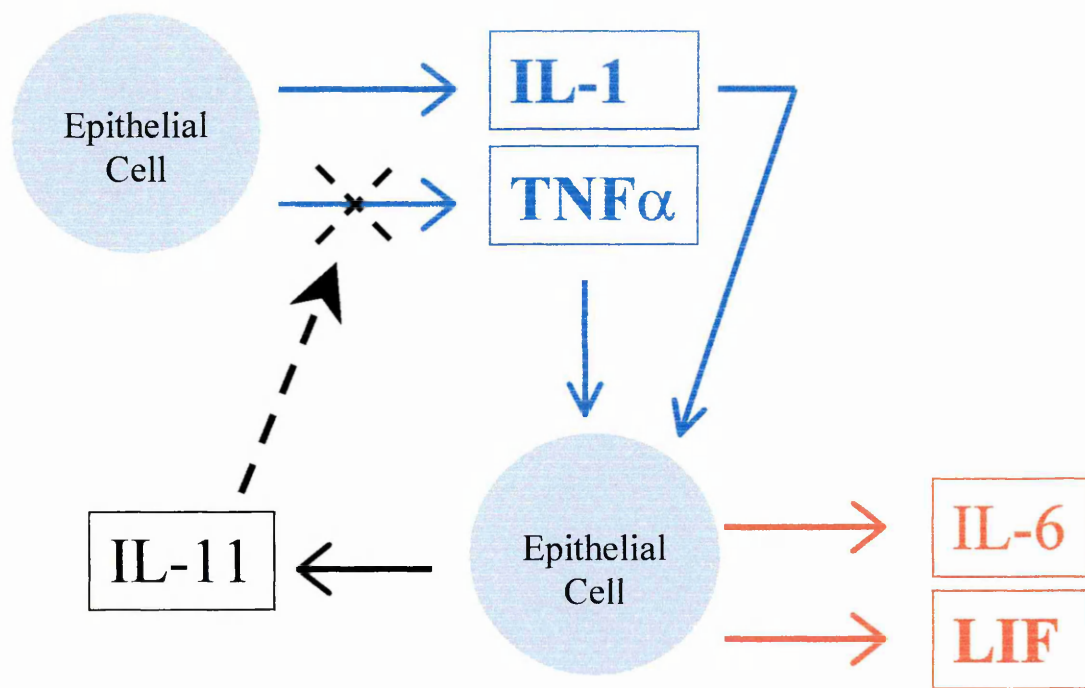 Epithelial
Cell
IL-1
TNFα
IL-11
Epithelial
Cell
IL-6
LIF